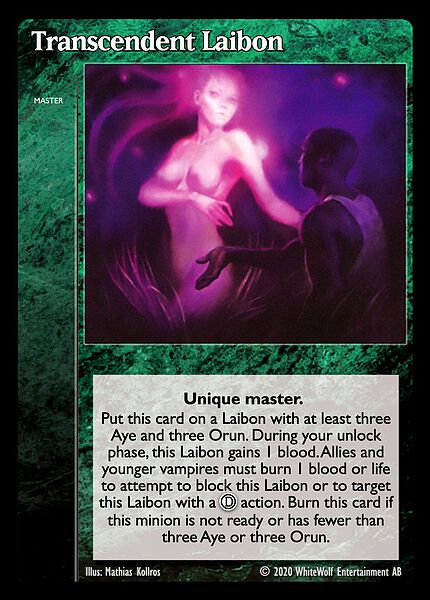 Transcendent Laibon
MASTER
Unique master.
Put this card on a Laibon with at least three
Aye and three Orun. During your unlock
phase, this Laibon gains 1 blood. Allies and
younger vampires must burn 1 blood or life
to attempt to block this Laibon or to target
this Laibon with a Ⓓ action. Burn this card if
this minion is not ready or has fewer than
three Aye or three Orun.
Illus: Mathias Kollros © 2020 WhiteWolf Entertainment AB